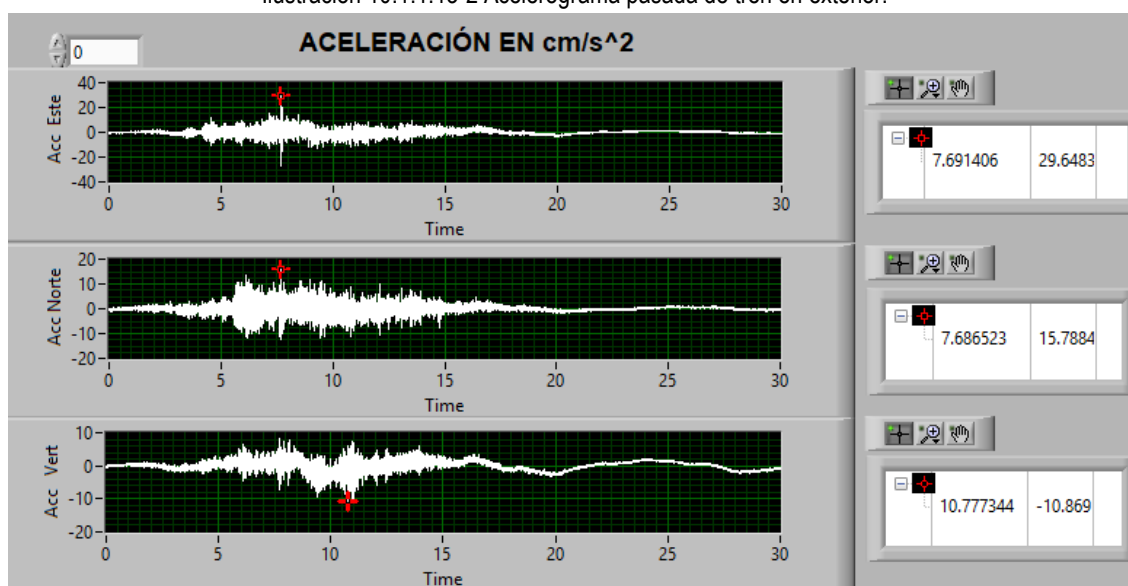 Ilustración 10.1.1.18-2 Acelerograma pasada de tren en exterior.
0
ACELERACIÓN EN cm/s^2
Acc Este
40
20
0
-20
-40
0 5 10 15 20 25 30
Time
7.691406 29.6483
Acc Norte
20
10
0
-10
-20
0 5 10 15 20 25 30
Time
7.686523 15.7884
Acc Vert
10
0
-10
-20
0 5 10 15 20 25 30
Time
10.777344 -10.869